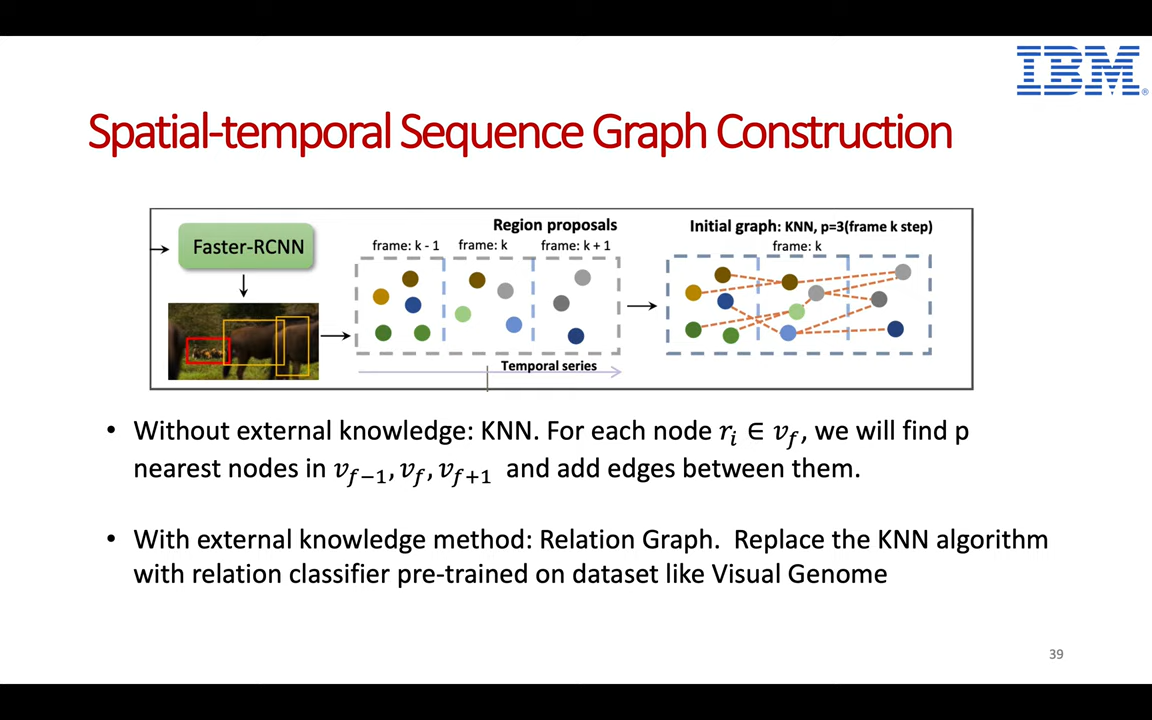 IBM®
Spatial-temporal Sequence Graph Construction
Faster-RCNN
Region proposals
frame: k - 1 frame: k frame: k + 1
Temporal series
Initial graph: KNN, p=3(frame k step)
frame: k
• Without external knowledge: KNN. For each node rᵢ ∈ v_f, we will find p
nearest nodes in v_{f−1}, v_f, v_{f+1} and add edges between them.
• With external knowledge method: Relation Graph. Replace the KNN algorithm
with relation classifier pre-trained on dataset like Visual Genome
39